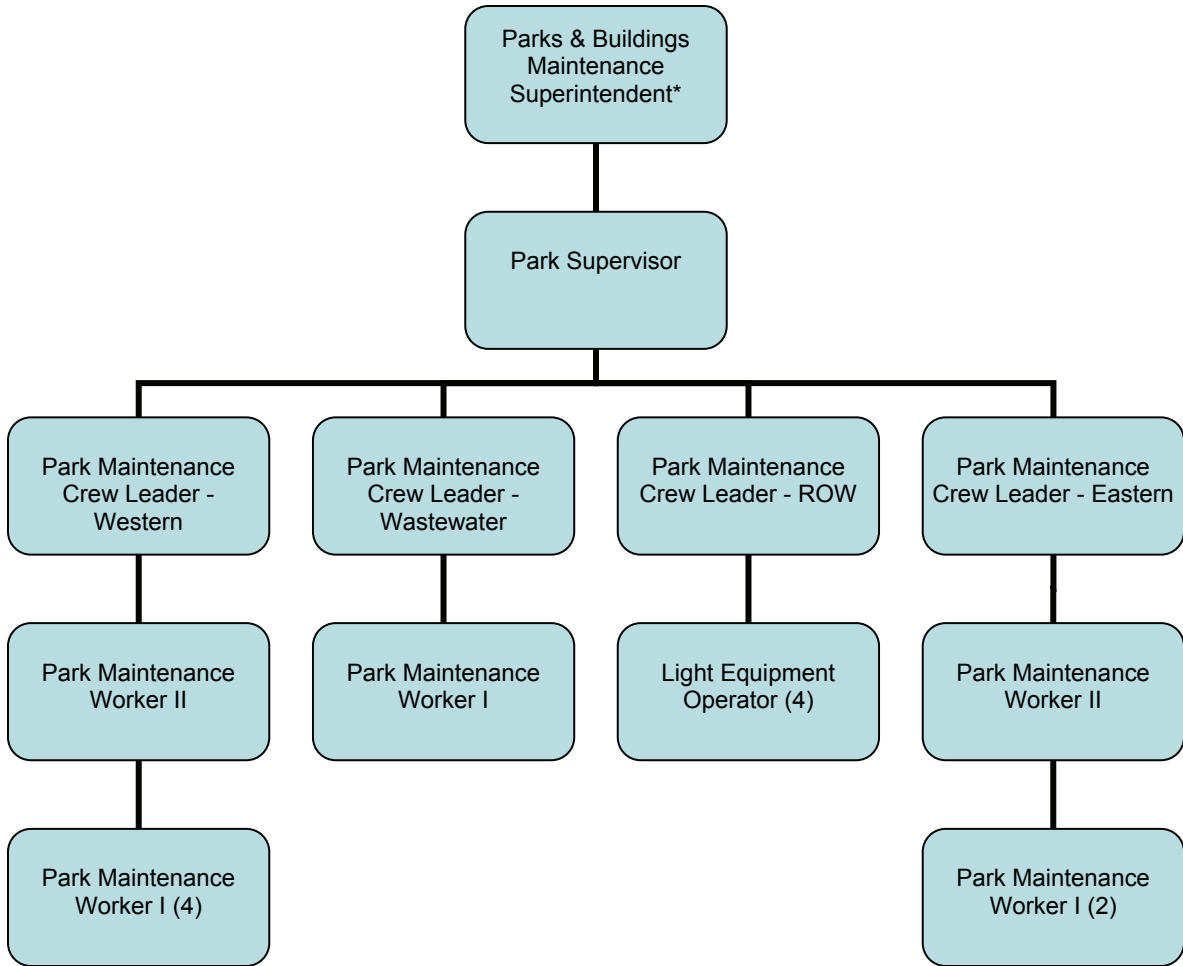 Parks & Buildings
Maintenance
Superintendent*
Park Supervisor
Park Maintenance
Crew Leader -
Western
Park Maintenance
Crew Leader -
Wastewater
Park Maintenance
Crew Leader - ROW
Park Maintenance
Crew Leader - Eastern
Park Maintenance
Worker II
Park Maintenance
Worker I
Light Equipment
Operator (4)
Park Maintenance
Worker II
Park Maintenance
Worker I (4)
Park Maintenance
Worker I (2)